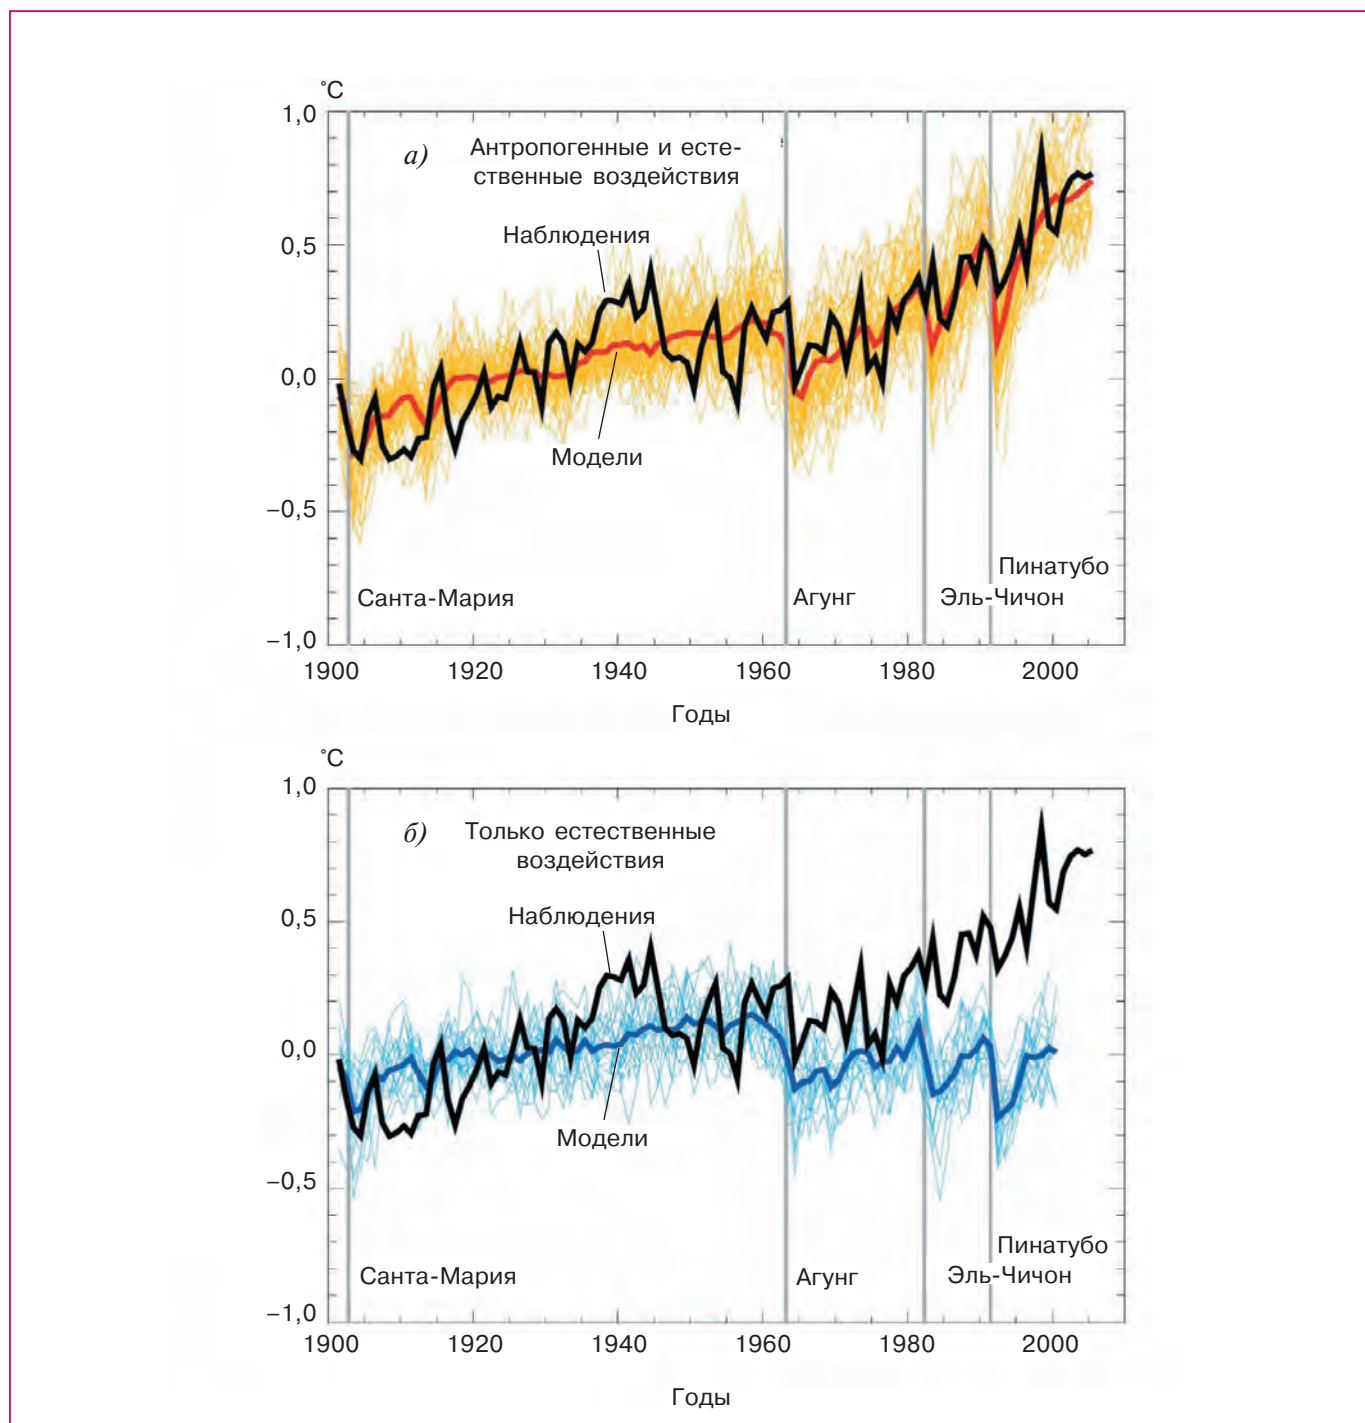 °C
1,0
а) Антропогенные и есте-
ственные воздействия
Наблюдения
0,5
0,0
Модели
−0,5
Пинатубо
Санта-Мария Агунг Эль-Чичон
−1,0
1900 1920 1940 1960 1980 2000
Годы
°C
1,0
б) Только естественные
воздействия
Наблюдения
0,5
0,0
Модели
−0,5
Пинатубо
Санта-Мария Агунг Эль-Чичон
−1,0
1900 1920 1940 1960 1980 2000
Годы